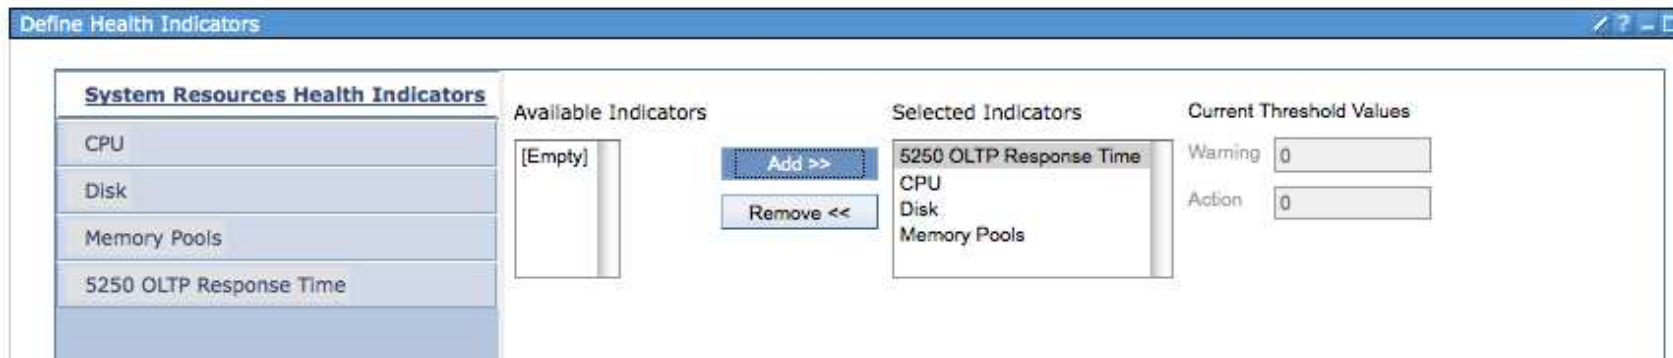 Define Health Indicators
System Resources Health Indicators
CPU
Disk
Memory Pools
5250 OLTP Response Time
Available Indicators
[Empty]
Add >>
Remove <<
Selected Indicators
5250 OLTP Response Time
CPU
Disk
Memory Pools
Current Threshold Values
Warning 0
Action 0